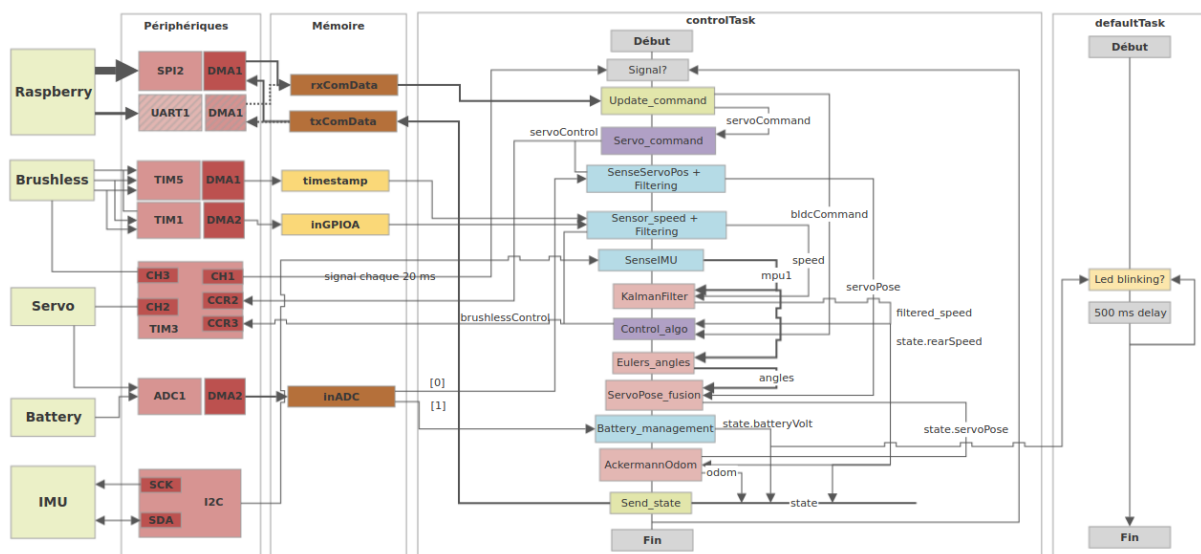 Périphériques
Mémoire
controlTask
defaultTask
Début
Début
Raspberry
SPI2
DMA1
UART1
DMA1
rxComData
txComData
Signal?
Update_command
servoCommand
servoControl
Servo_command
Brushless
TIM5
DMA1
TIM1
DMA2
timestamp
inGPIOA
SenseServoPos +
Filtering
Sensor_speed +
Filtering
bldcCommand
speed
SenseIMU
mpu1
Servo
CH3
CH1
CH2
CCR2
CCR3
TIM3
signal chaque 20 ms
brushlessControl
KalmanFilter
servoPose
filtered_speed
Control_algo
state.rearSpeed
Eulers_angles
angles
Led blinking?
500 ms delay
Battery
ADC1
DMA2
inADC
[0]
[1]
ServoPose_fusion
Battery_management
state.batteryVolt
state.servoPose
AckermannOdom
odom
IMU
SCK
SDA
I2C
Send_state
state
Fin
Fin